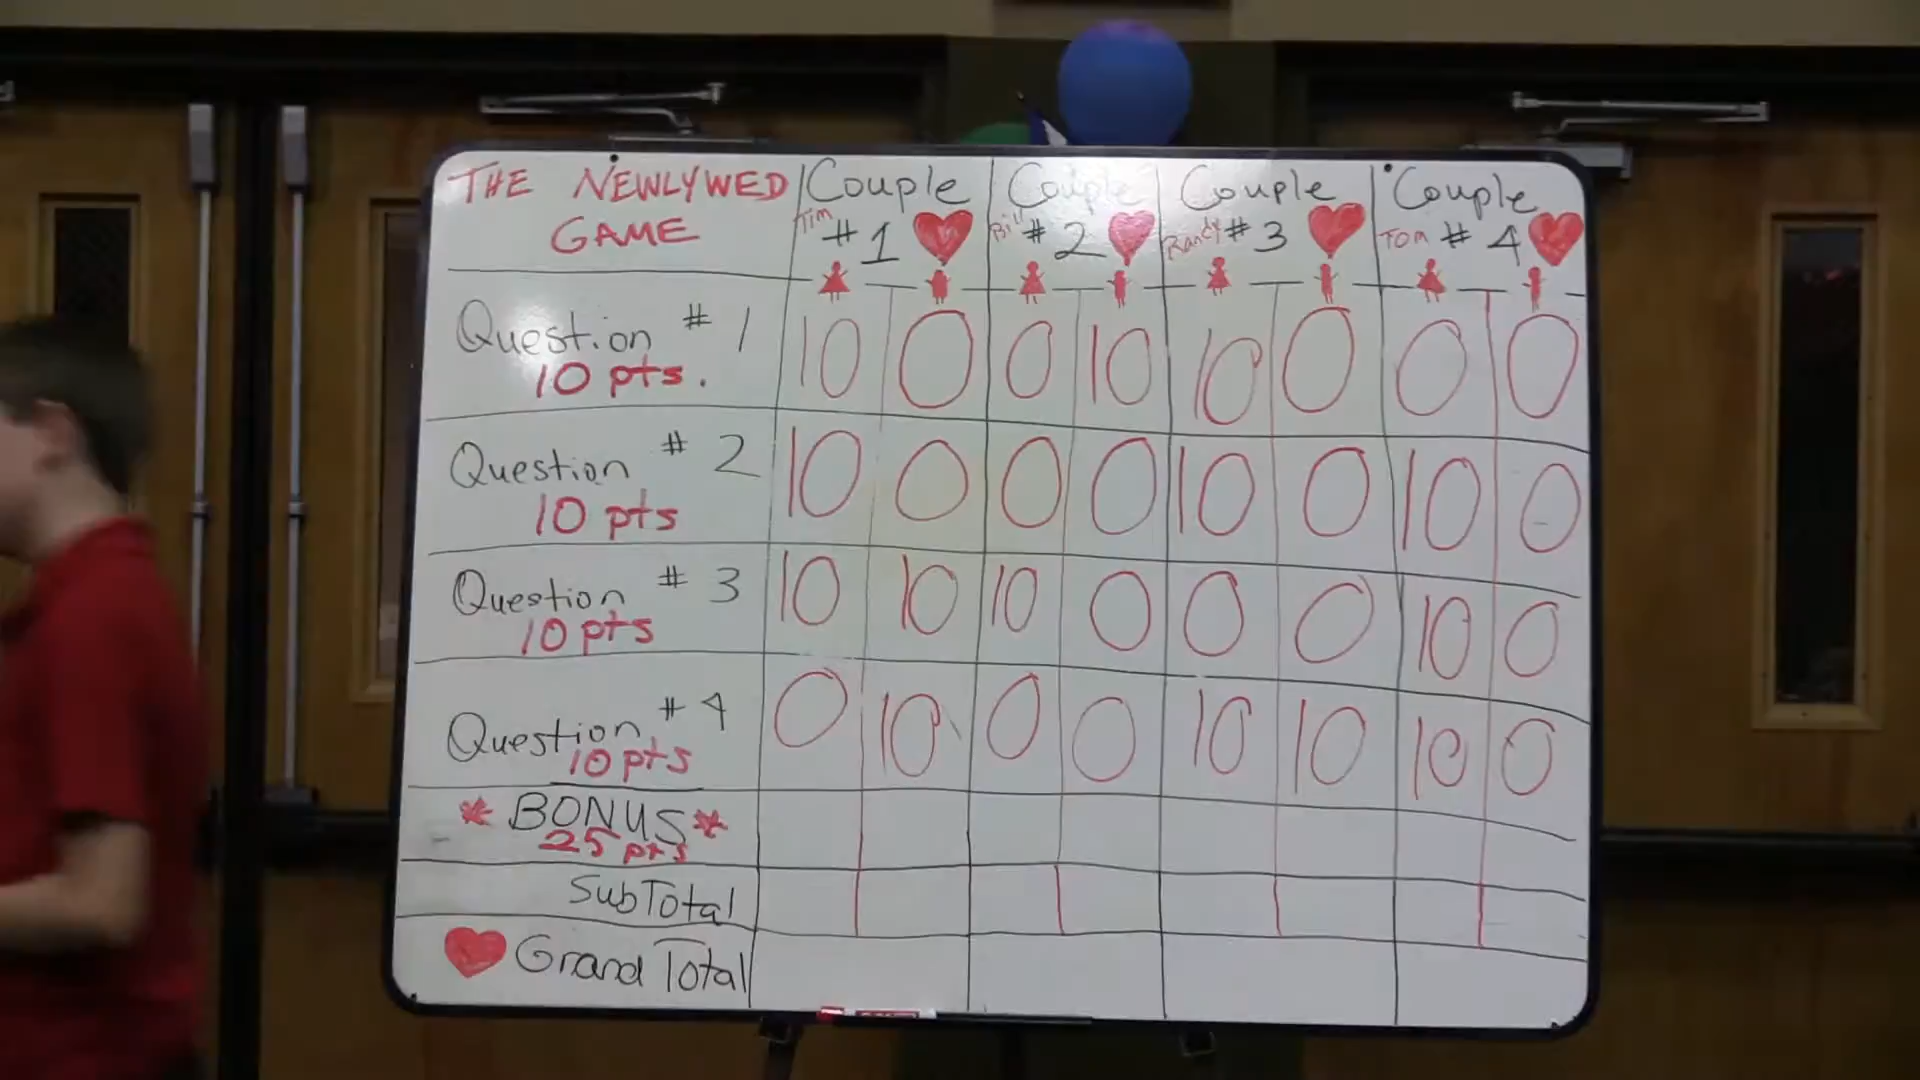 THE NEWLYWED Couple Couple Couple Couple
GAME Tim #1 Bill #2 Randy #3 Tom #4
Question #1 10 0 0 10 10 0 0 0
10 pts.
Question #2 10 0 0 0 10 0 10 0
10 pts
Question #3 10 10 10 0 0 0 10 0
10 pts
Question #4 0 10 0 0 10 10 10 0
10 pts
* BONUS *
25 pts
SubTotal
Grand Total